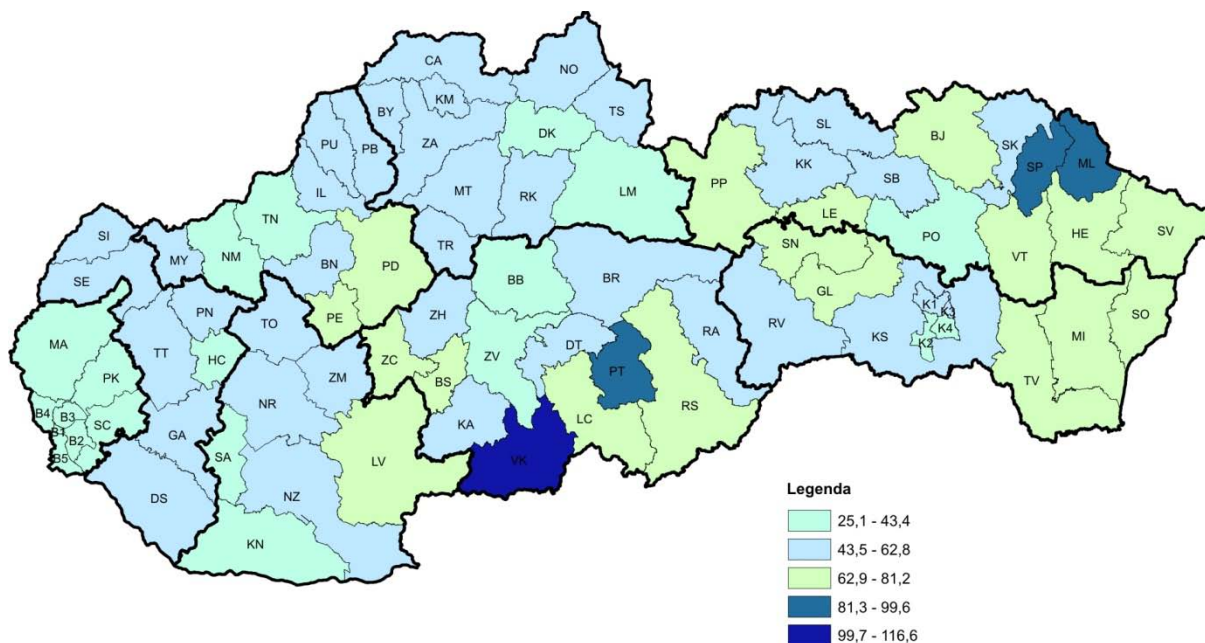 CA
NO
BY
KM
TS
PU
PB
ZA
DK
IL
MT
RK
LM
TN
TR
SI
MY
NM
BN
PD
SE
PN
TO
PE
MA
TT
HC
ZM
PK
NR
B4
B3
SC
B1
B2
B5
GA
SA
DS
NZ
LV
KN
BB
BR
ZH
ZC
ZV
BS
DT
PT
RA
KA
VK
LC
RS
PP
SL
KK
SB
BJ
SK
SP
ML
LE
PO
HE
SV
VT
SN
GL
RV
KS
K1
K3
K4
K2
TV
MI
SO
Legenda
25,1 - 43,4
43,5 - 62,8
62,9 - 81,2
81,3 - 99,6
99,7 - 116,6